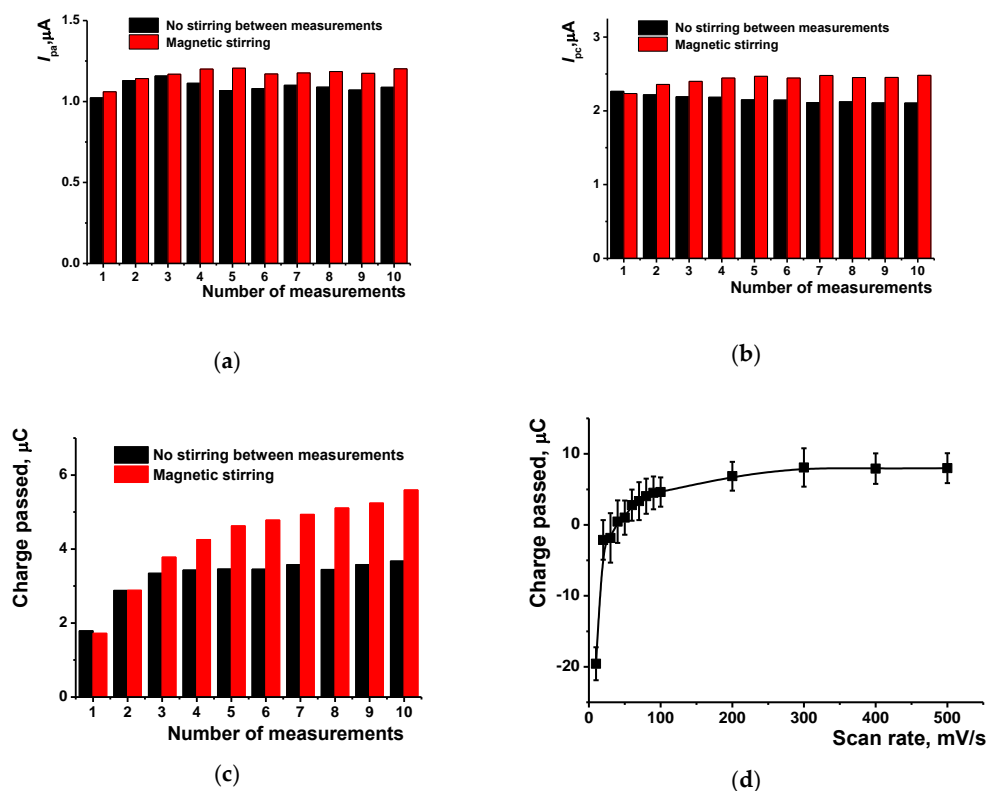 I_pa, μA
1.5
1.0
0.5
0.0
No stirring between measurements
Magnetic stirring
1 2 3 4 5 6 7 8 9 10
Number of measurements
(a)
I_pc, μA
3
2
1
0
No stirring between measurements
Magnetic stirring
1 2 3 4 5 6 7 8 9 10
Number of measurements
(b)
Charge passed, μC
6
4
2
0
No stirring between measurements
Magnetic stirring
1 2 3 4 5 6 7 8 9 10
Number of measurements
(c)
Charge passed, μC
10
0
-10
-20
0 100 200 300 400 500
Scan rate, mV/s
(d)